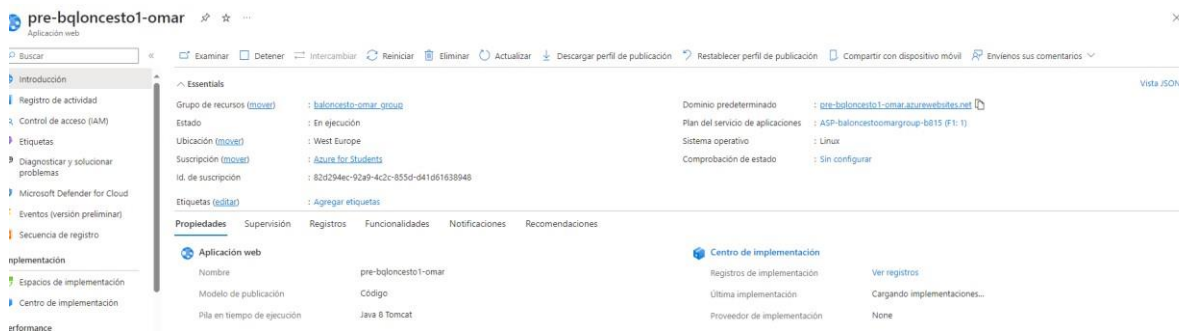 pre-bqloncesto1-omar
Aplicación web
Buscar
Examinar Detener Intercambiar Reiniciar Eliminar Actualizar Descargar perfil de publicación Restablecer perfil de publicación Compartir con dispositivo móvil Envíenos sus comentarios
Introducción
Registro de actividad
Control de acceso (IAM)
Etiquetas
Diagnosticar y solucionar
problemas
Microsoft Defender for Cloud
Eventos (versión preliminar)
Secuencia de registro
mplementación
Espacios de implementación
Centro de implementación
erformance
Essentials
Vista JSON
Grupo de recursos (mover) : baloncesto-omar_group
Estado : En ejecución
Ubicación (mover) : West Europe
Suscripción (mover) : Azure for Students
Id. de suscripción : 82d294ec-92a9-4c2c-855d-d41d61638948
Etiquetas (editar) : Agregar etiquetas
Dominio predeterminado : pre-bqloncesto1-omar.azurewebsites.net
Plan del servicio de aplicaciones : ASP-baloncestoomargroup-b815 (F1: 1)
Sistema operativo : Linux
Comprobación de estado : Sin configurar
Propiedades Supervisión Registros Funcionalidades Notificaciones Recomendaciones
Aplicación web
Nombre pre-bqloncesto1-omar
Modelo de publicación Código
Pila en tiempo de ejecución Java 8 Tomcat
Centro de implementación
Registros de implementación Ver registros
Última implementación Cargando implementaciones...
Proveedor de implementación None